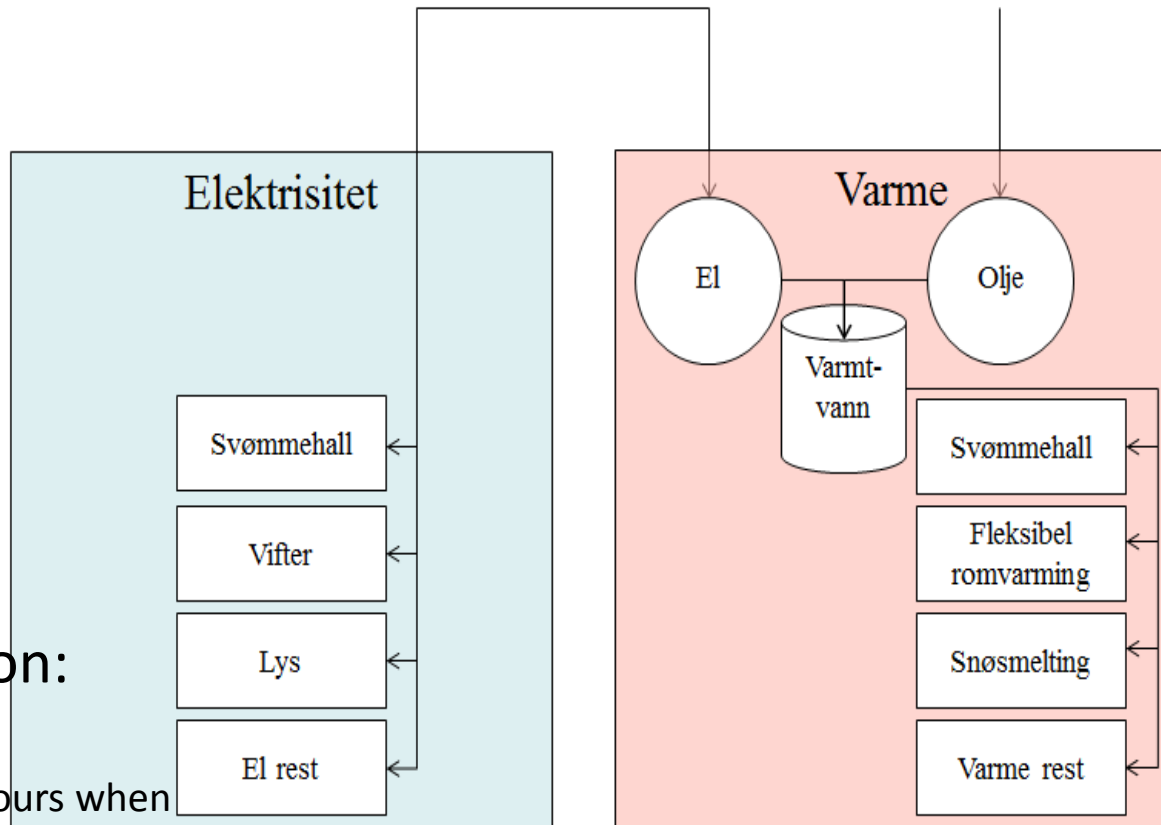 Elektrisitet
Svømmehall
Vifter
Lys
El rest
on:
ours when
Varme
El
Olje
Varmt-
vann
Svømmehall
Fleksibel
romvarming
Snøsmelting
Varme rest